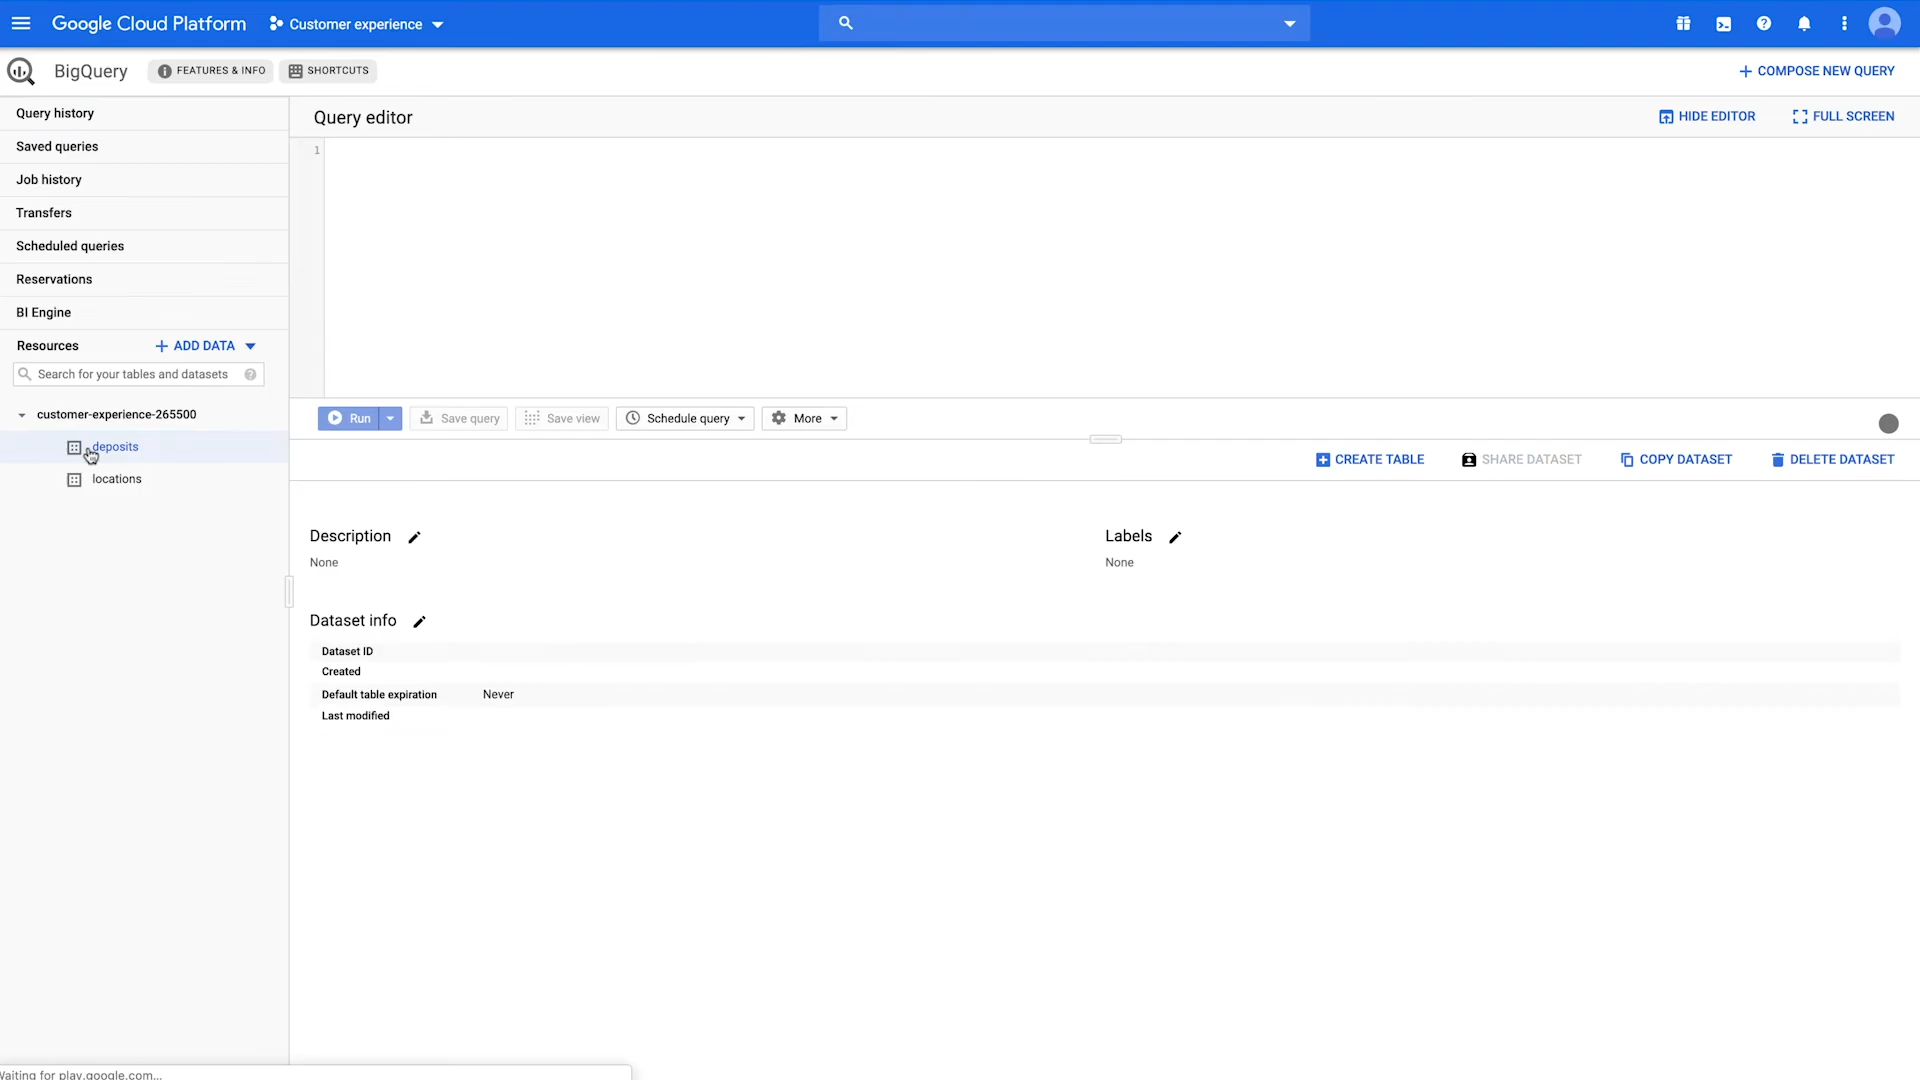 Google Cloud Platform Customer experience
BigQuery FEATURES & INFO SHORTCUTS + COMPOSE NEW QUERY
Query history
Saved queries
Job history
Transfers
Scheduled queries
Reservations
BI Engine
Resources + ADD DATA
Search for your tables and datasets
customer-experience-265500
deposits
locations
Query editor HIDE EDITOR FULL SCREEN
1
Run Save query Save view Schedule query More
CREATE TABLE SHARE DATASET COPY DATASET DELETE DATASET
Description Labels
None None
Dataset info
Dataset ID
Created
Default table expiration Never
Last modified
Waiting for play.google.com...